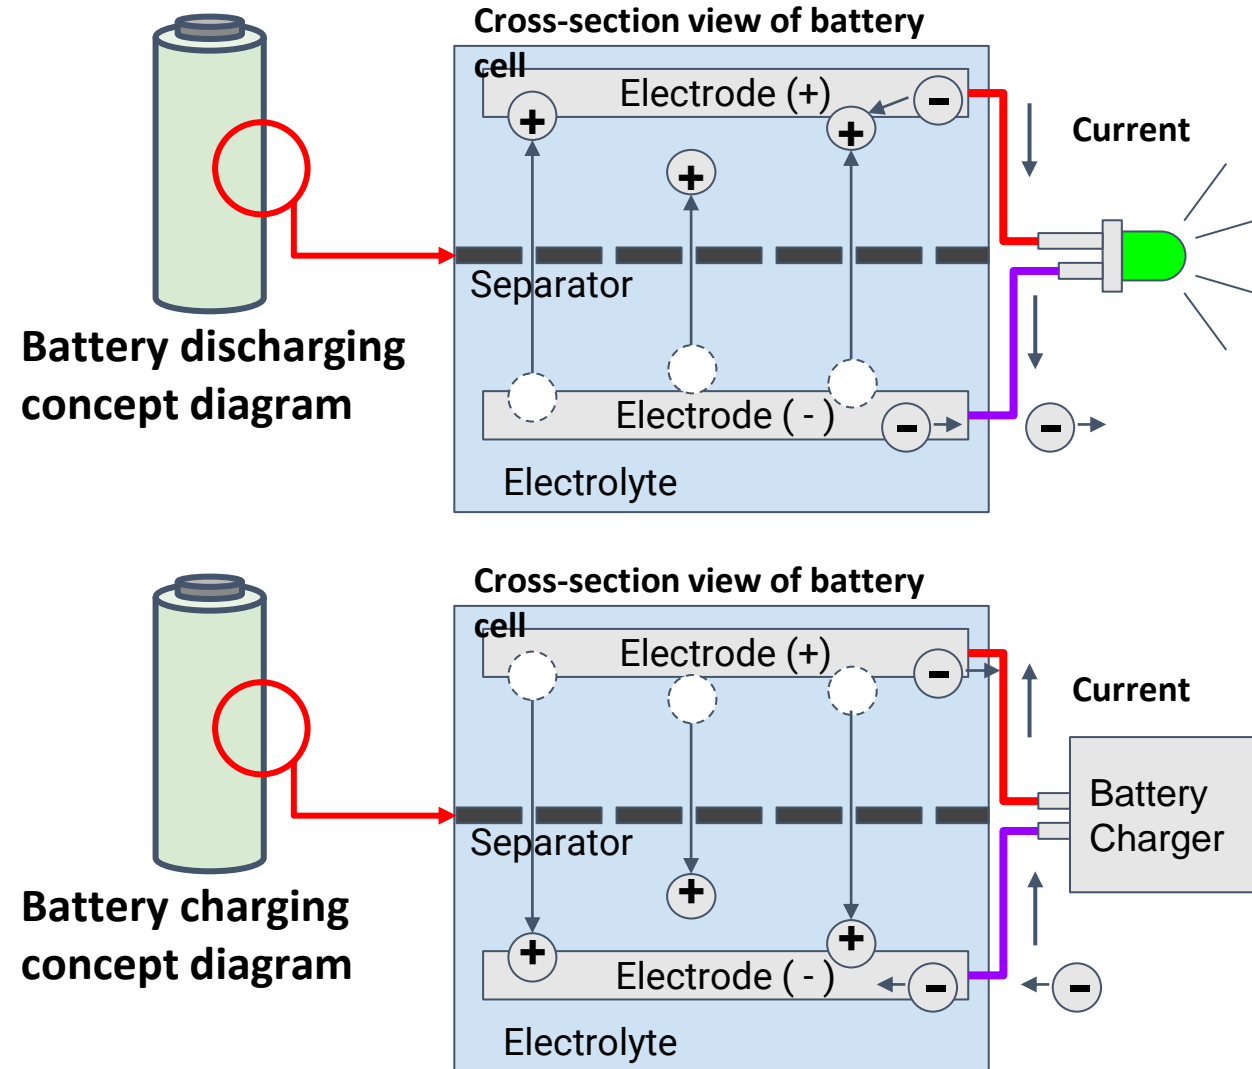 Cross-section view of battery
cell
Electrode (+)
+
-
+
+
Current
Separator
Battery discharging
concept diagram
Electrode ( - )
-
-
Electrolyte
Cross-section view of battery
cell
Electrode (+)
-
Current
Battery
Charger
Separator
+
+
+
Battery charging
concept diagram
Electrode ( - )
-
-
Electrolyte